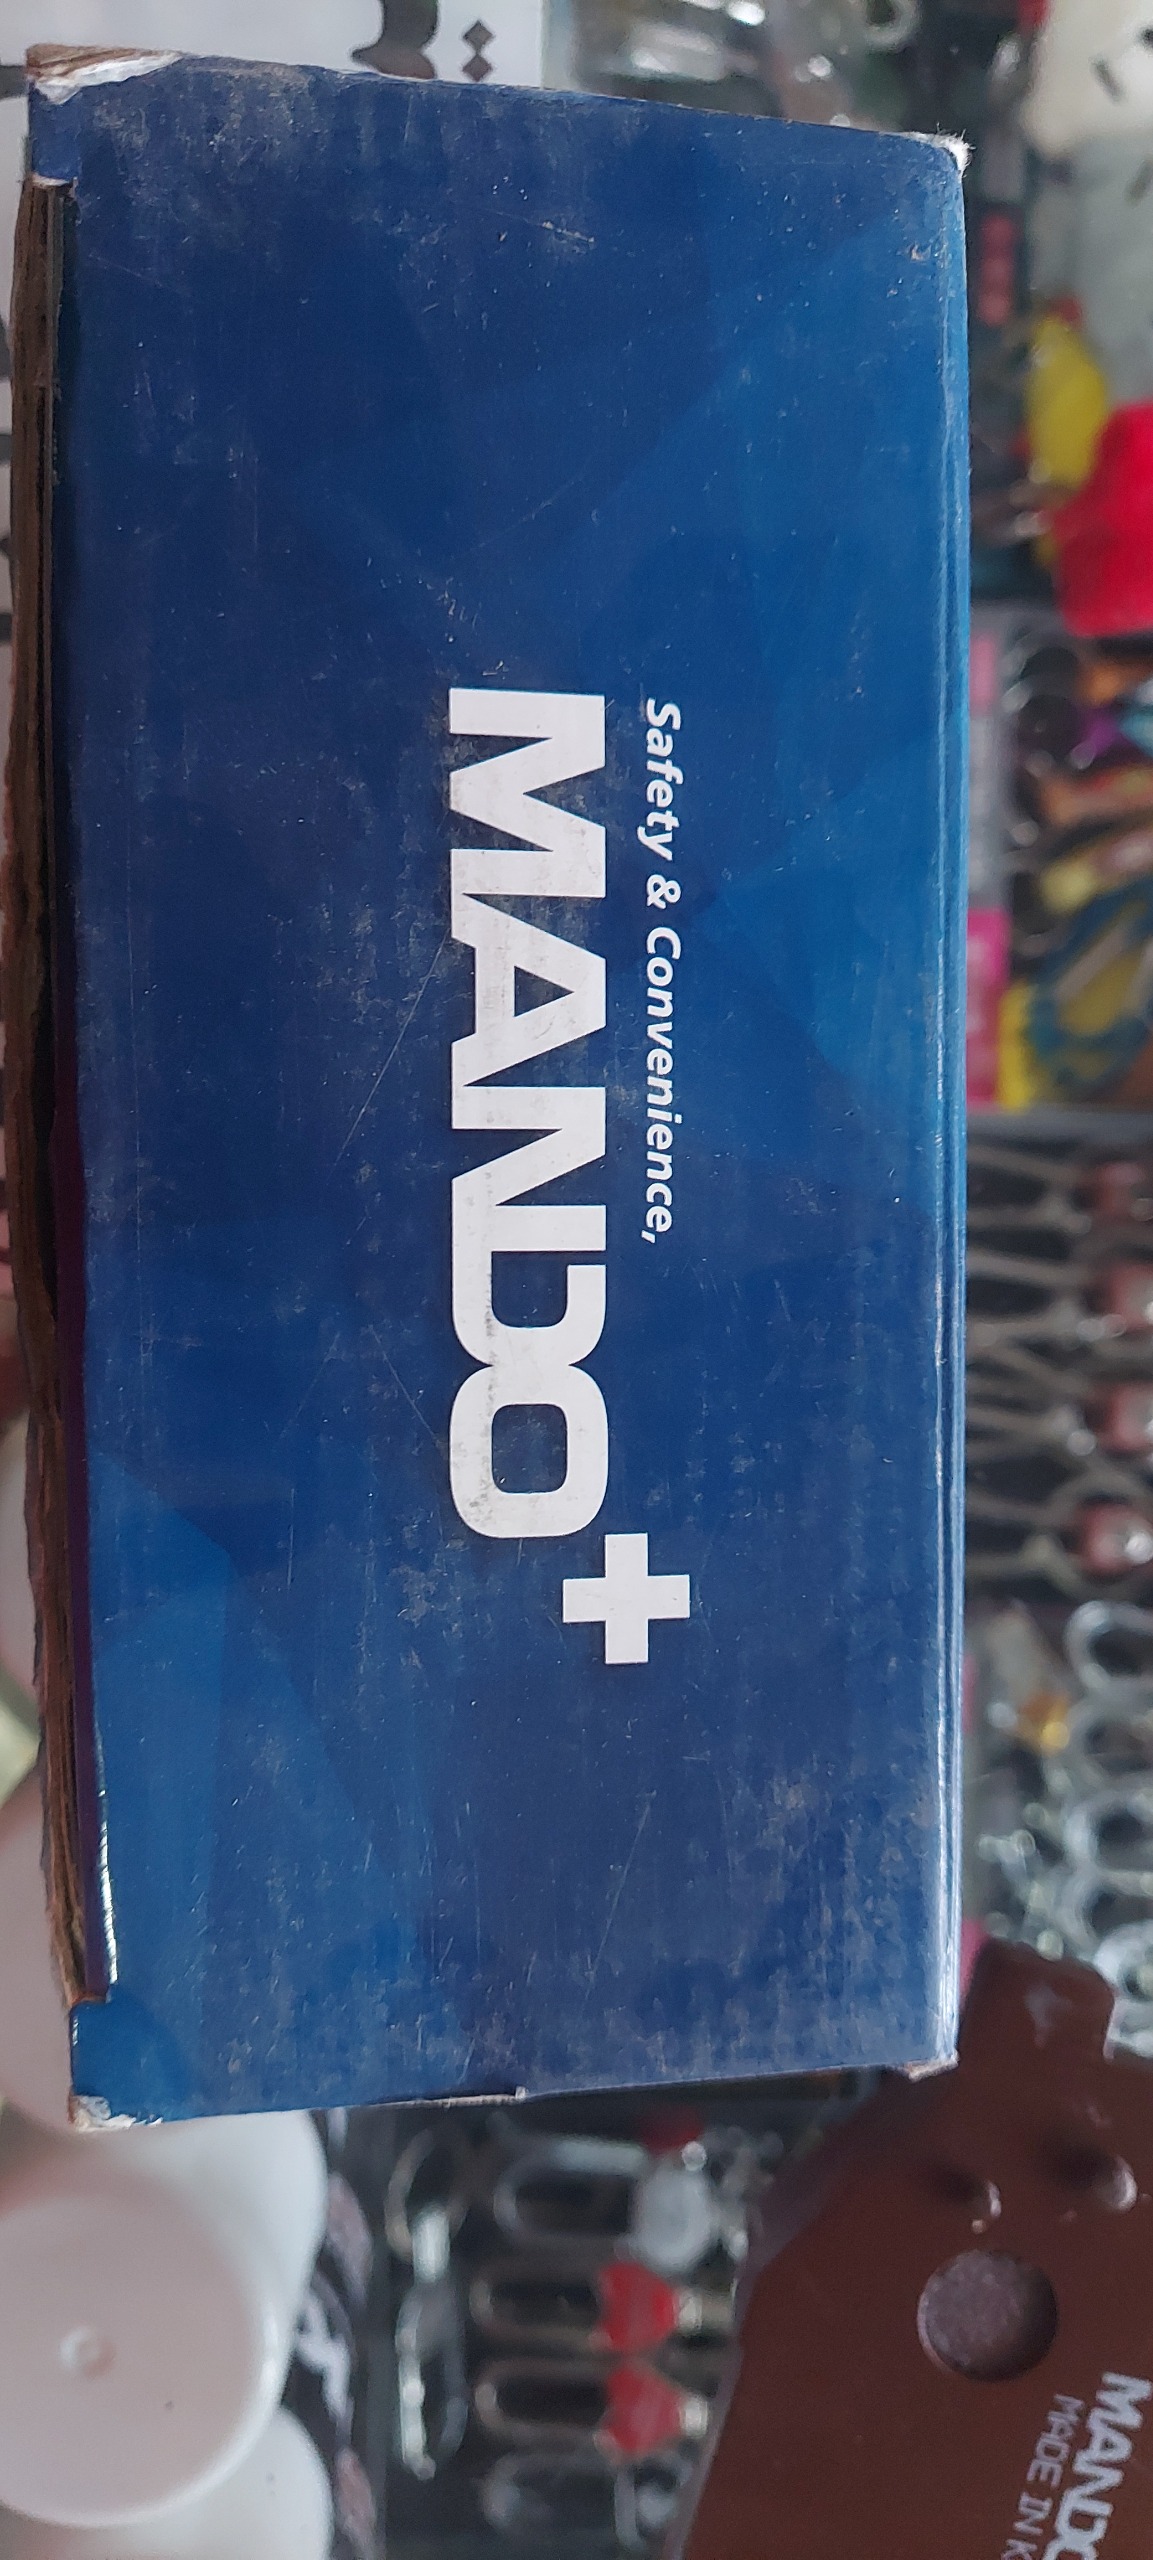 Safety & Convenience,
MANDO+
MANDO
MADE IN K